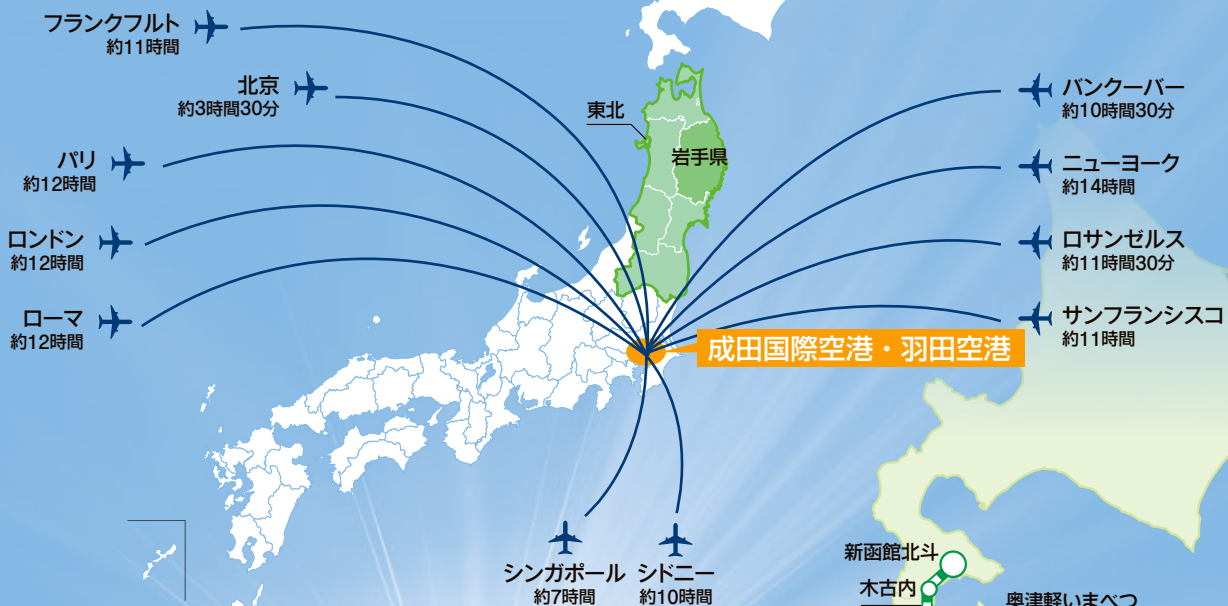 フランクフルト
約11時間
北京
約3時間30分
パリ
約12時間
ロンドン
約12時間
ローマ
約12時間
東北
岩手県
バンクーバー
約10時間30分
ニューヨーク
約14時間
ロサンゼルス
約11時間30分
サンフランシスコ
約11時間
成田国際空港・羽田空港
シンガポール
約7時間
シドニー
約10時間
新函館北斗
木古内
奥津軽いまべつ